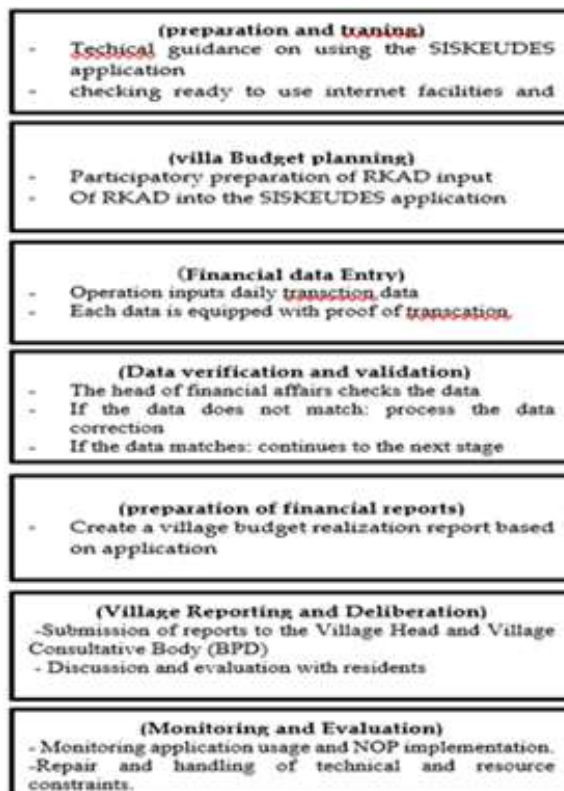 (preparation and traning)
- Techical guidance on using the SISKEUDES
application
- checking ready to use internet facilities and
(villa Budget planning)
- Participatory preparation of RKAD input
- Of RKAD into the SISKEUDES application
(Financial data Entry)
- Operation inputs daily transction data
- Each data is equipped with proof of transcation
(Data verification and validation)
- The head of financial affairs checks the data
- If the data does not match: process the data
correction
- If the data matches: continues to the next stage
(preparation of financial reports)
- Create a village budget realization report based
on application
(Village Reporting and Deliberation)
-Submission of reports to the Village Head and Village
Consultative Body (BPD)
- Discussion and evaluation with residents
(Monitoring and Evaluation)
- Monitoring application usage and NOP implementation.
-Repair and handling of technical and resource
constraints.